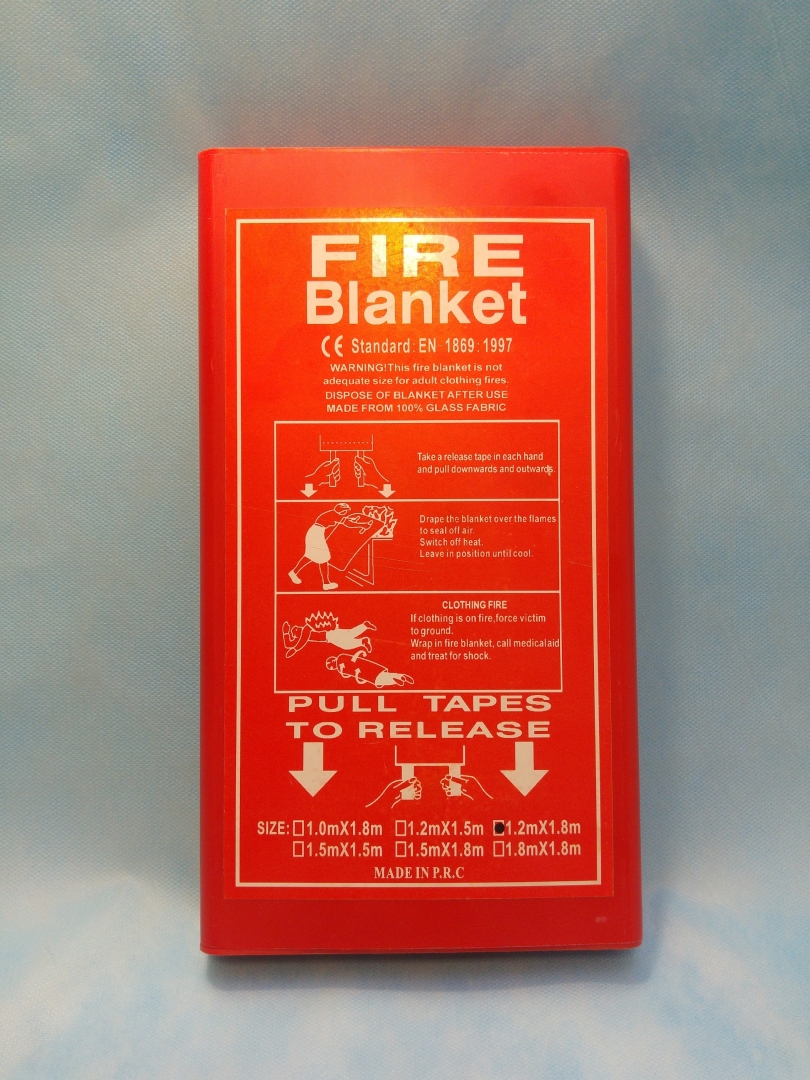 FIRE
Blanket
CE Standard: EN 1869:1997
WARNING!This fire blanket is not
adequate size for adult clothing fires.
DISPOSE OF BLANKET AFTER USE
MADE FROM 100% GLASS FABRIC
Take a release tape in each hand
and pull downwards and outwards.
Drape the blanket over the flames
to seal off air.
Switch off heat.
Leave in position until cool.
CLOTHING FIRE
If clothing is on fire,force victim
to ground.
Wrap in fire blanket, call medical aid
and treat for shock.
PULL TAPES
TO RELEASE
SIZE: □1.0mX1.8m □1.2mX1.5m ■1.2mX1.8m
□1.5mX1.5m □1.5mX1.8m □1.8mX1.8m
MADE IN P.R.C